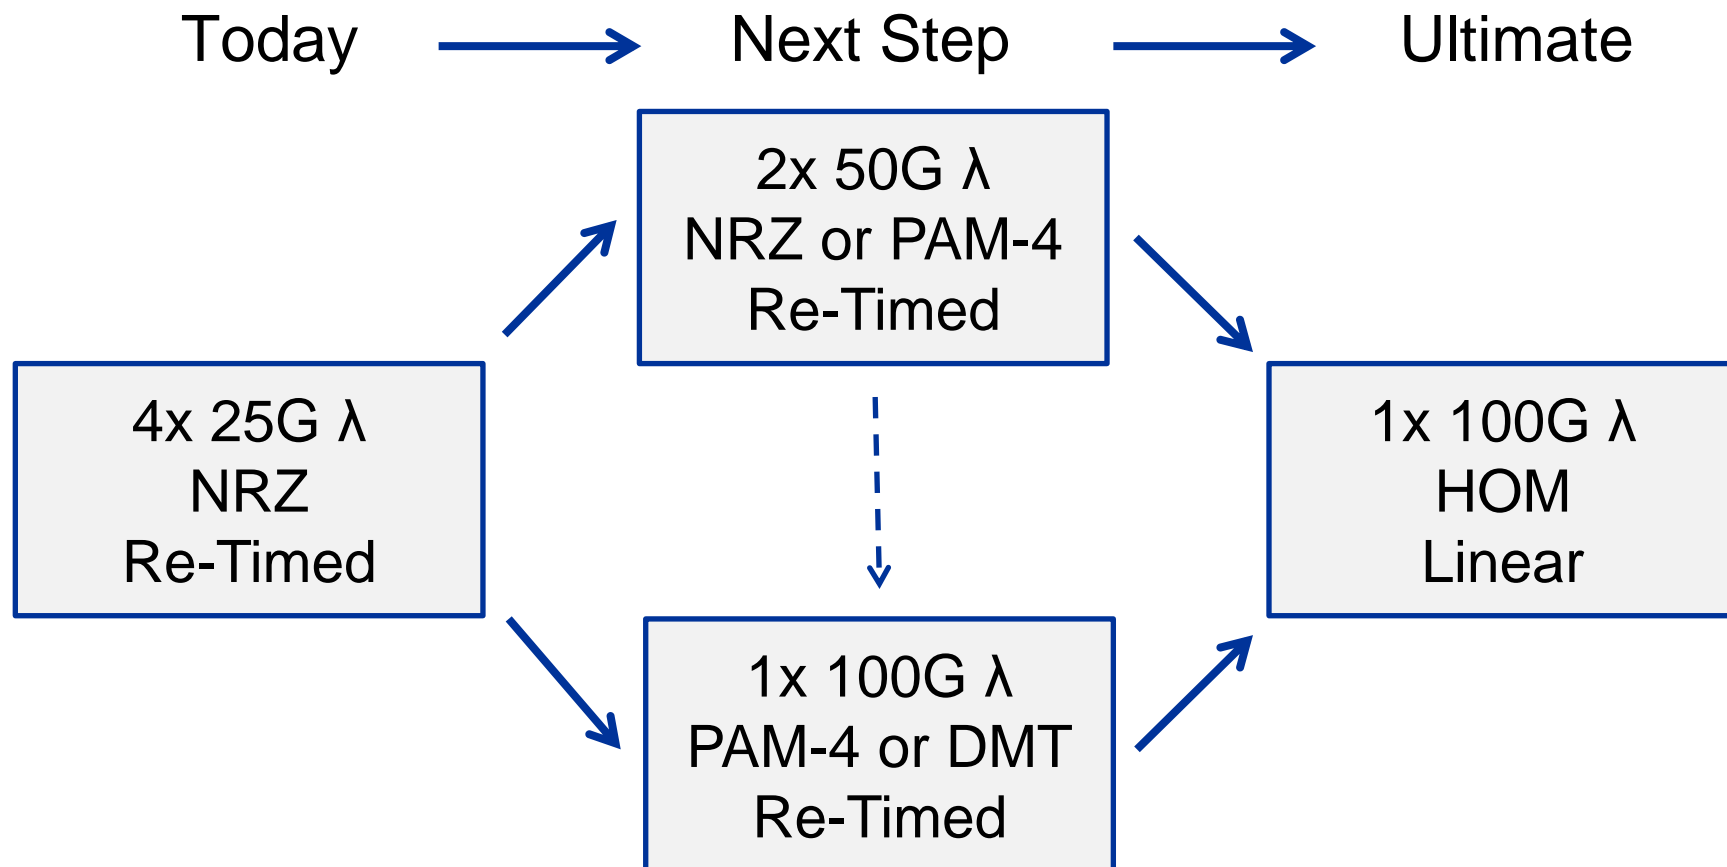 Today
Next Step
Ultimate
2x 50G λ
NRZ or PAM-4
Re-Timed
4x 25G λ
NRZ
Re-Timed
1x 100G λ
HOM
Linear
1x 100G λ
PAM-4 or DMT
Re-Timed